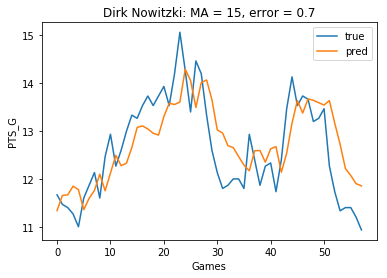 Dirk Nowitzki: MA = 15, error = 0.7
true
pred
PTS_G
15
14
13
12
11
0 10 20 30 40 50
Games